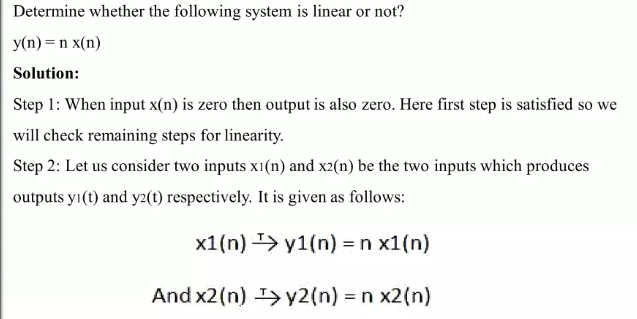 Determine whether the following system is linear or not?
y(n) = n x(n)
Solution:
Step 1: When input x(n) is zero then output is also zero. Here first step is satisfied so we
will check remaining steps for linearity.
Step 2: Let us consider two inputs x1(n) and x2(n) be the two inputs which produces
outputs y1(t) and y2(t) respectively. It is given as follows:
x1(n) T→ y1(n) = n x1(n)
And x2(n) T→ y2(n) = n x2(n)